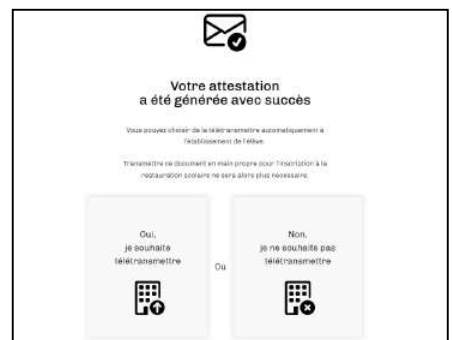 Votre attestation
a été générée avec succès
Vous pouvez choisir de la télétransmettre automatiquement à
l'établissement de l'élève.
Transmettre ce document en main propre pour l'inscription à la
restauration scolaire ne sera alors plus nécessaire.
Oui,
je souhaite
télétransmettre
Ou
Non,
je ne souhaite pas
télétransmettre